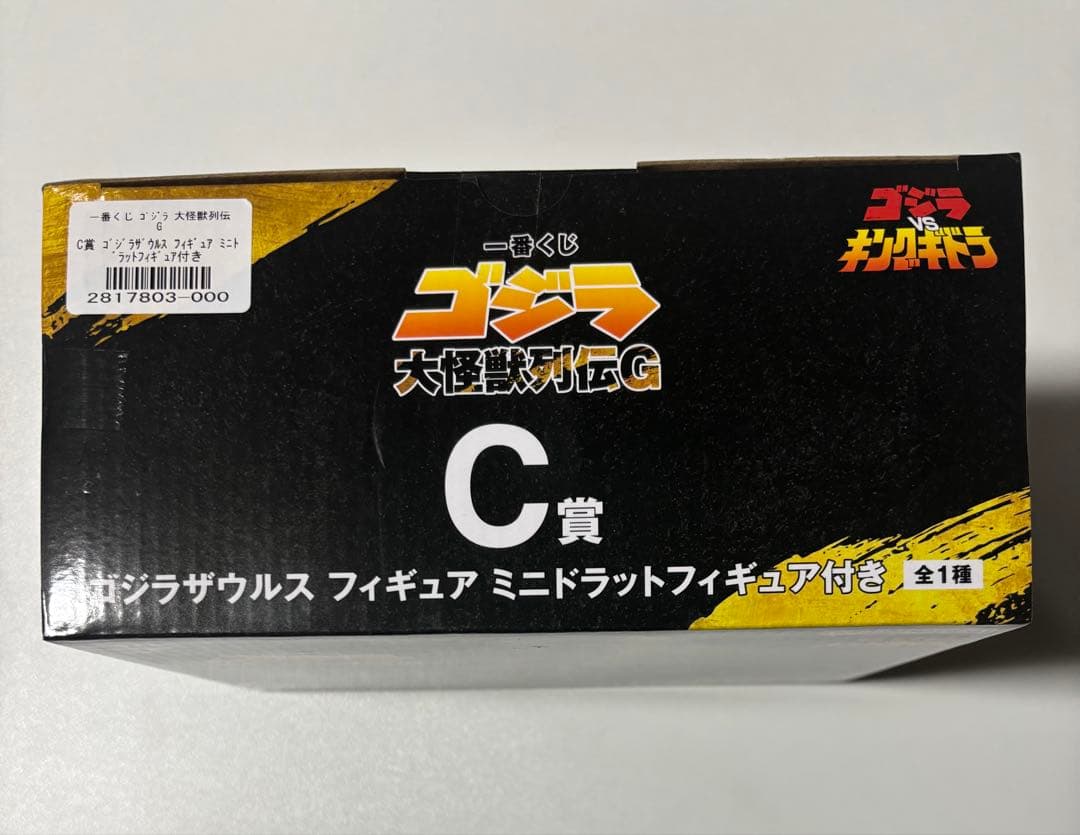 一番くじ ゴジラ 大怪獣列伝
G
C賞 ゴジラザウルス フィギュア ミニド
ラットフィギュア付き
2817803-000
ゴジラ
VS
キングギドラ
一番くじ
ゴジラ
大怪獣列伝G
C賞
ゴジラザウルス フィギュア ミニドラットフィギュア付き 全1種